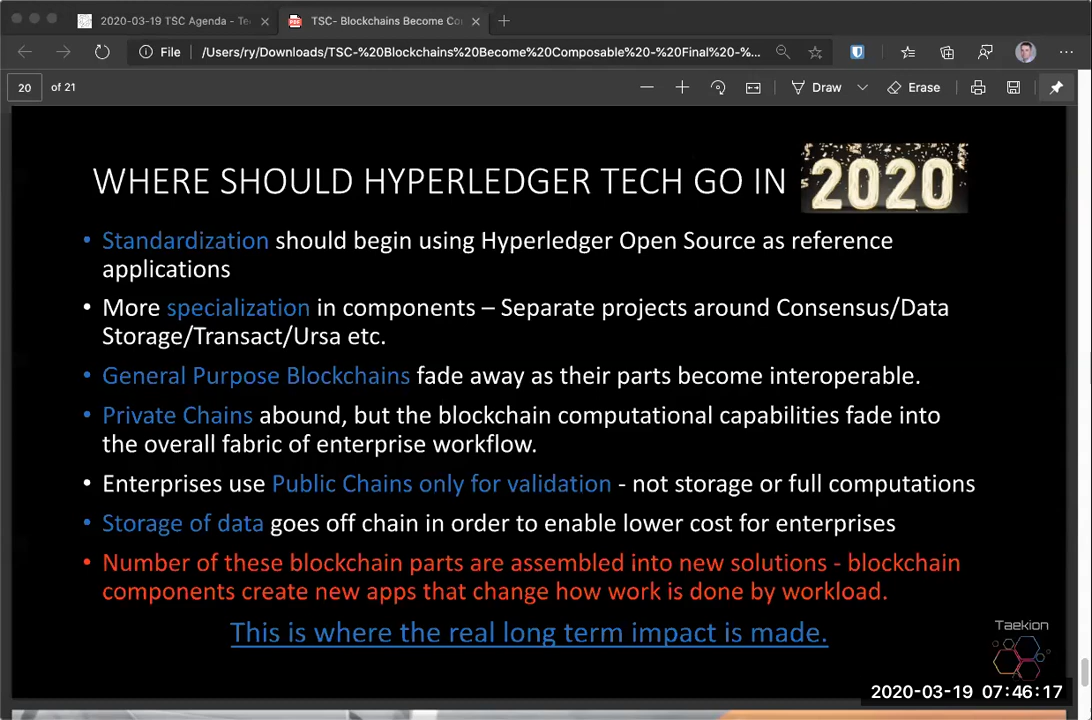 2020-03-19 TSC Agenda - Te
TSC- Blockchains Become Co
File
/Users/ry/Downloads/TSC-%20Blockchains%20Become%20Composable%20-%20Final%20-%...
20
of 21
Draw
Erase
WHERE SHOULD HYPERLEDGER TECH GO IN 2020
• Standardization should begin using Hyperledger Open Source as reference
applications
• More specialization in components – Separate projects around Consensus/Data
Storage/Transact/Ursa etc.
• General Purpose Blockchains fade away as their parts become interoperable.
• Private Chains abound, but the blockchain computational capabilities fade into
the overall fabric of enterprise workflow.
• Enterprises use Public Chains only for validation - not storage or full computations
• Storage of data goes off chain in order to enable lower cost for enterprises
• Number of these blockchain parts are assembled into new solutions - blockchain
components create new apps that change how work is done by workload.
This is where the real long term impact is made.
Taekion
2020-03-19 07:46:17